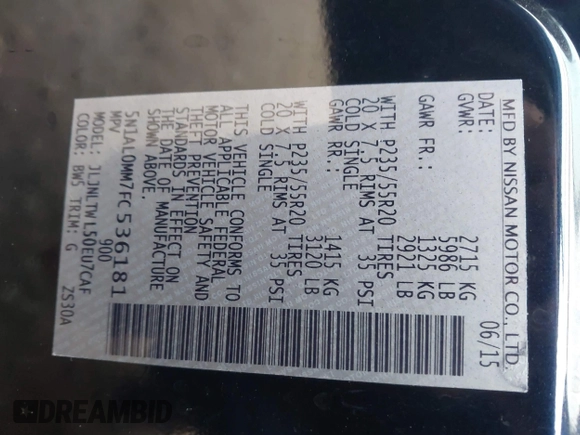 MFD BY NISSAN MOTOR CO., LTD.
DATE: 06/15
GVWR: 2715 KG
5986 LB
GAWR FR.: 1325 KG
2921 LB
WITH P235/55R20 TIRES
20 X 7.5 RIMS AT 35 PSI
COLD SINGLE
GAWR RR.: 1415 KG
3120 LB
WITH P235/55R20 TIRES
20 X 7.5 RIMS AT 35 PSI
COLD SINGLE
THIS VEHICLE CONFORMS TO
ALL APPLICABLE FEDERAL
MOTOR VEHICLE SAFETY AND
THEFT PREVENTION
STANDARDS IN EFFECT ON
THE DATE OF MANUFACTURE
SHOWN ABOVE.
5N1AL0MM7FC536181
MPV 900
MODEL: JLJNLTWL50EU7CAF
COLOR: BW5 TRIM: G ZS30A
DREAMBID